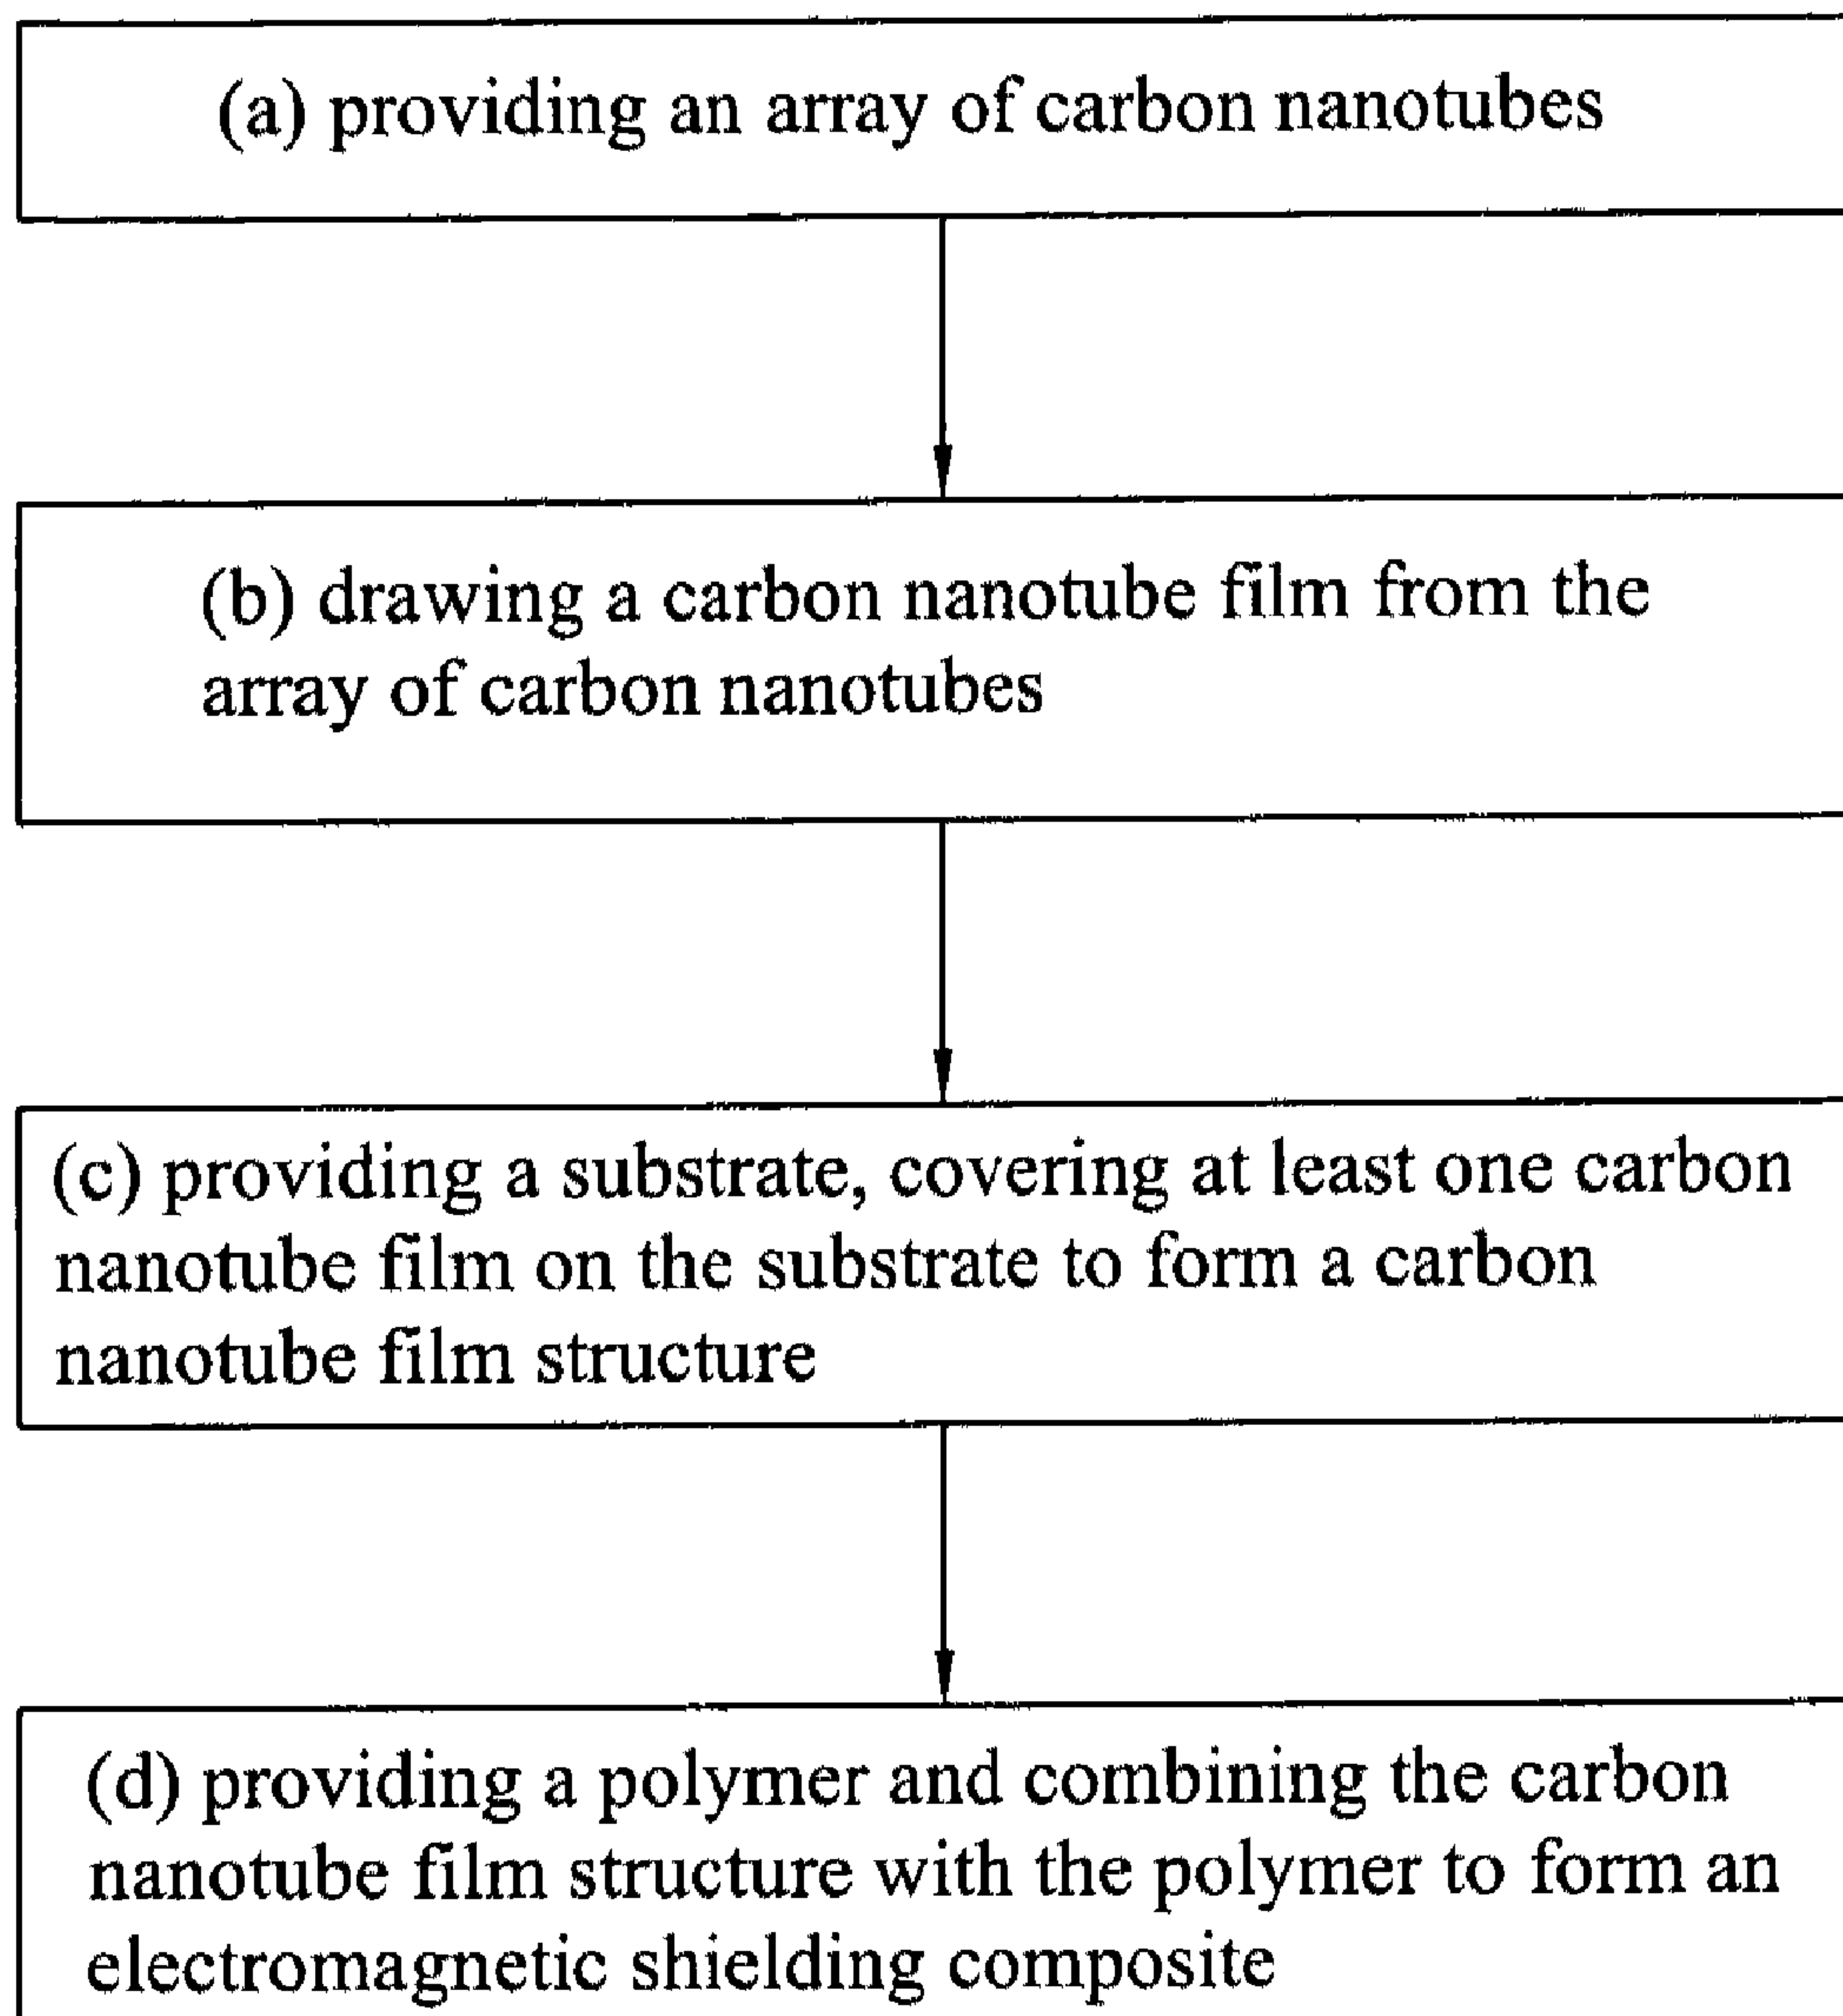 (a) providing an array of carbon nanotubes
(b) drawing a carbon nanotube film from the
array of carbon nanotubes
(c) providing a substrate, covering at least one carbon
nanotube film on the substrate to form a carbon
nanotube film structure
(d) providing a polymer and combining the carbon
nanotube film structure with the polymer to form an
electromagnetic shielding composite